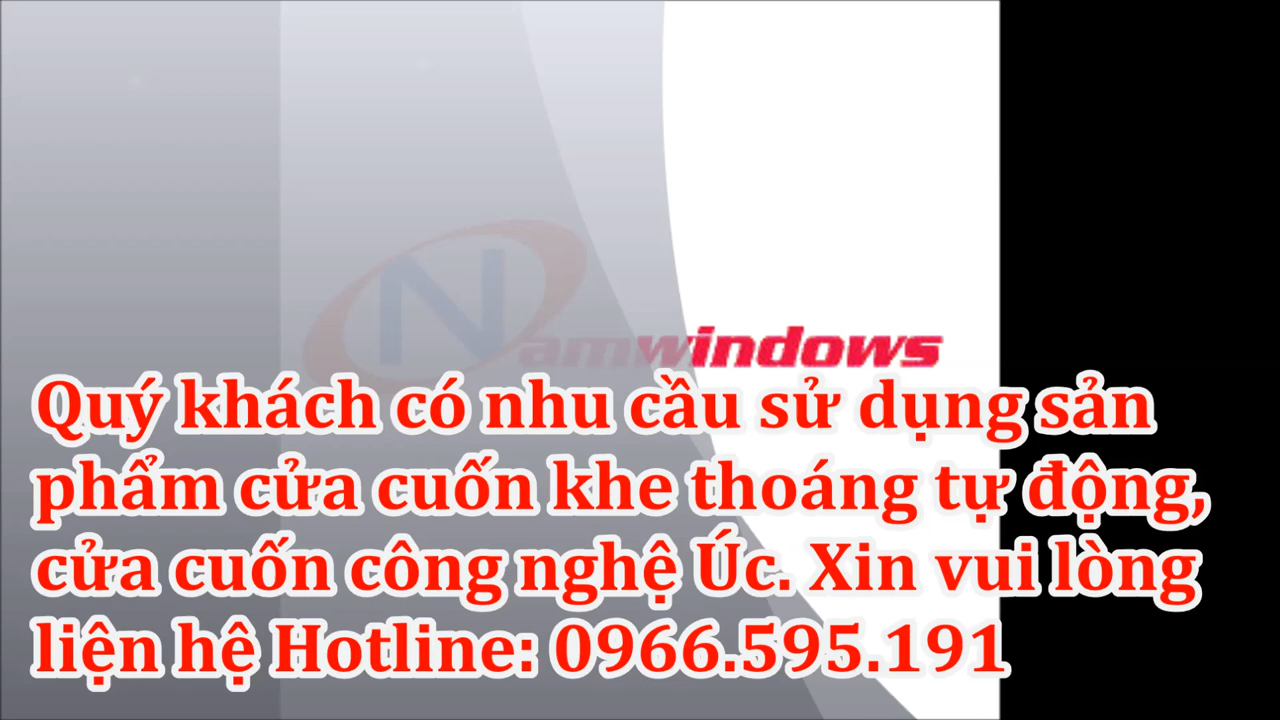 Namwindows
Quý khách có nhu cầu sử dụng sản
phẩm cửa cuốn khe thoáng tự động,
cửa cuốn công nghệ Úc. Xin vui lòng
liện hệ Hotline: 0966.595.191